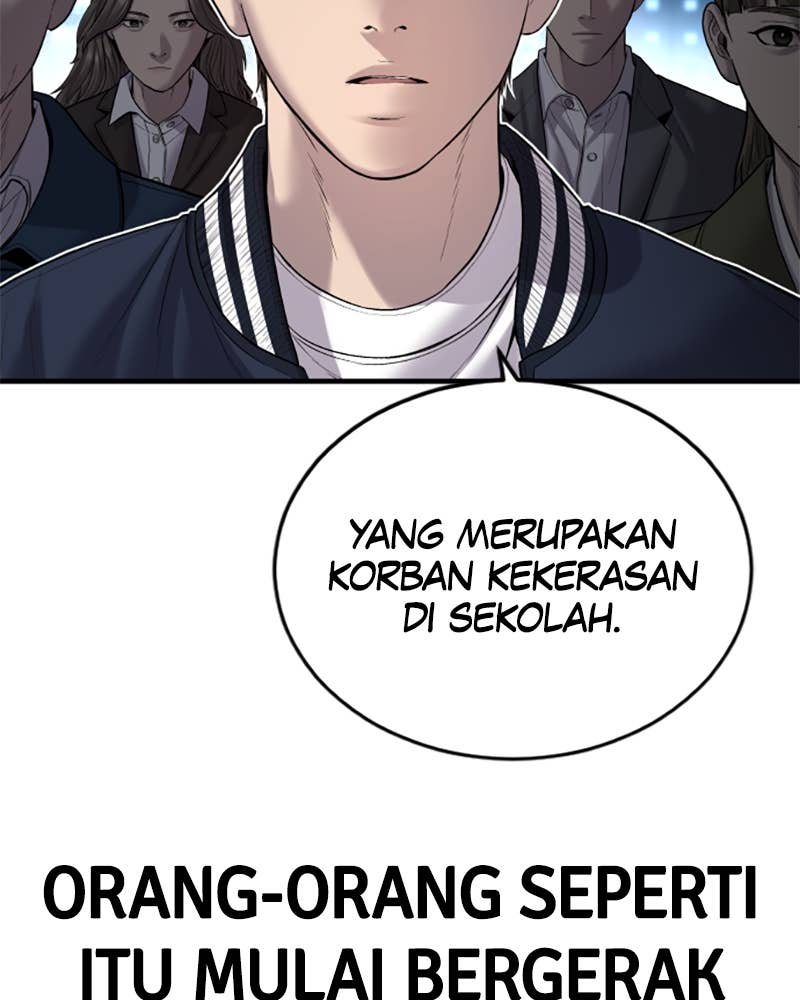 YANG MERUPAKAN
KORBAN KEKERASAN
DI SEKOLAH.
ORANG-ORANG SEPERTI
ITU MULAI BERGERAK